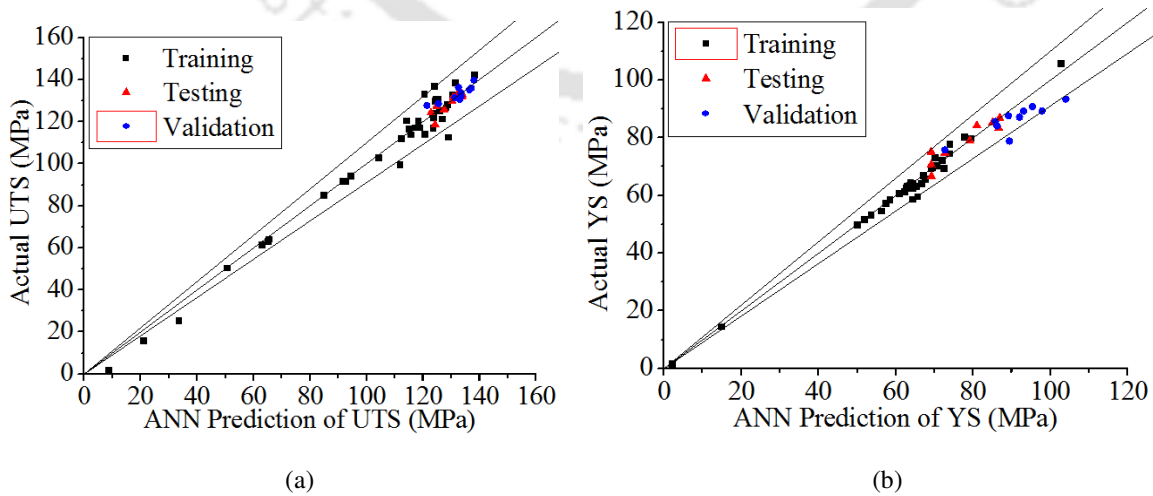 160
140
120
100
80
60
40
20
0
Actual UTS (MPa)
Training
Testing
Validation
0 20 40 60 80 100 120 140 160
ANN Prediction of UTS (MPa)
(a)
120
100
80
60
40
20
0
Actual YS (MPa)
Training
Testing
Validation
0 20 40 60 80 100 120
ANN Prediction of YS (MPa)
(b)